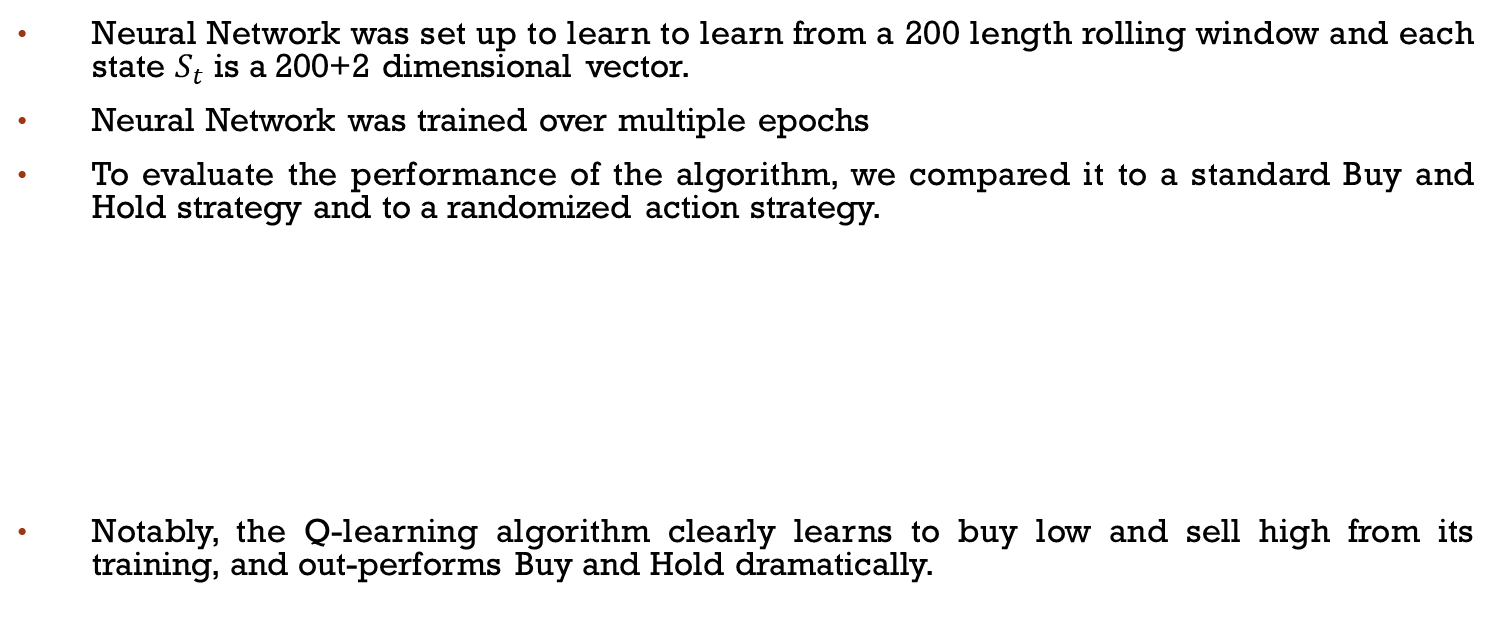 • Neural Network was set up to learn to learn from a 200 length rolling window and each
state Sₜ is a 200+2 dimensional vector.
• Neural Network was trained over multiple epochs
• To evaluate the performance of the algorithm, we compared it to a standard Buy and
Hold strategy and to a randomized action strategy.
• Notably, the Q-learning algorithm clearly learns to buy low and sell high from its
training, and out-performs Buy and Hold dramatically.